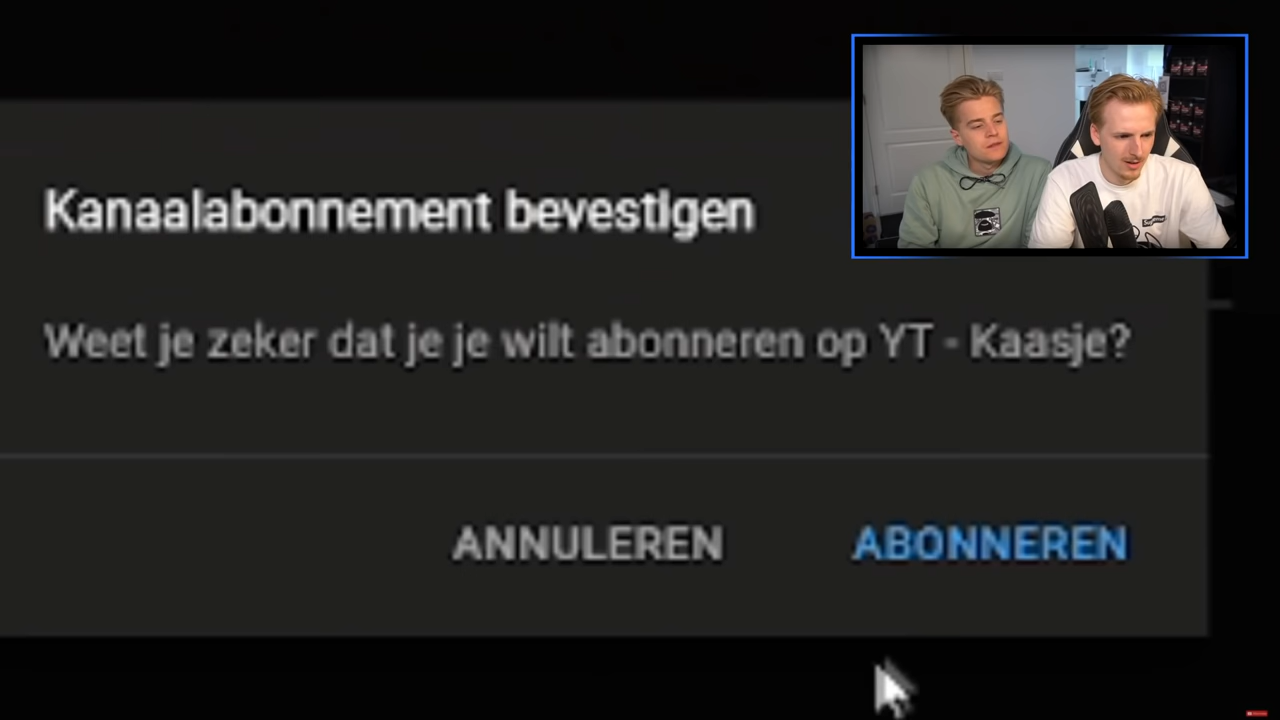 Kanaalabonnement bevestigen
Weet je zeker dat je je wilt abonneren op YT - Kaasje?
ANNULEREN
ABONNEREN